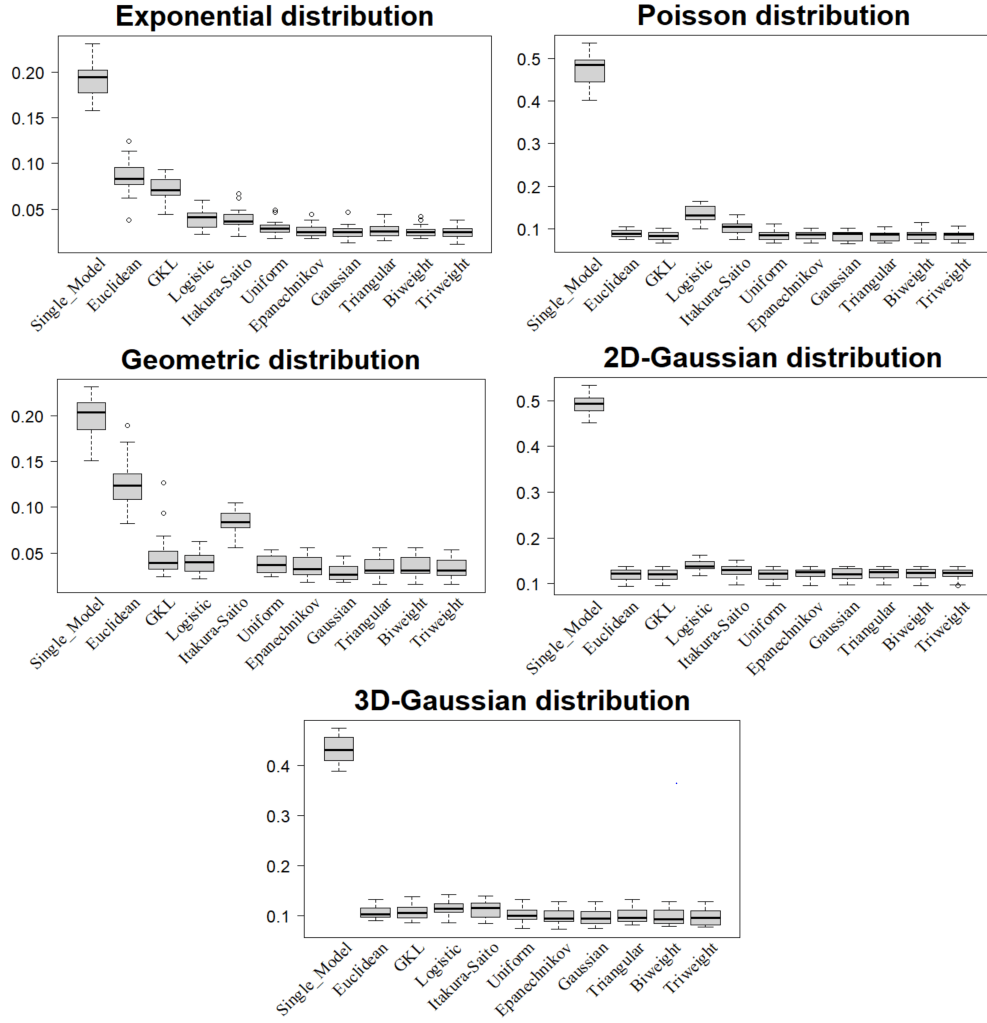 Exponential distribution
0.20
0.15
0.10
0.05
Single_Model
Euclidean
GKL
Logistic
Itakura-Saito
Uniform
Epanechnikov
Gaussian
Triangular
Biweight
Triweight
Poisson distribution
0.5
0.4
0.3
0.2
0.1
Single_Model
Euclidean
GKL
Logistic
Itakura-Saito
Uniform
Epanechnikov
Gaussian
Triangular
Biweight
Triweight
Geometric distribution
0.20
0.15
0.10
0.05
Single_Model
Euclidean
GKL
Logistic
Itakura-Saito
Uniform
Epanechnikov
Gaussian
Triangular
Biweight
Triweight
2D-Gaussian distribution
0.5
0.4
0.3
0.2
0.1
Single_Model
Euclidean
GKL
Logistic
Itakura-Saito
Uniform
Epanechnikov
Gaussian
Triangular
Biweight
Triweight
3D-Gaussian distribution
0.4
0.3
0.2
0.1
Single_Model
Euclidean
GKL
Logistic
Itakura-Saito
Uniform
Epanechnikov
Gaussian
Triangular
Biweight
Triweight